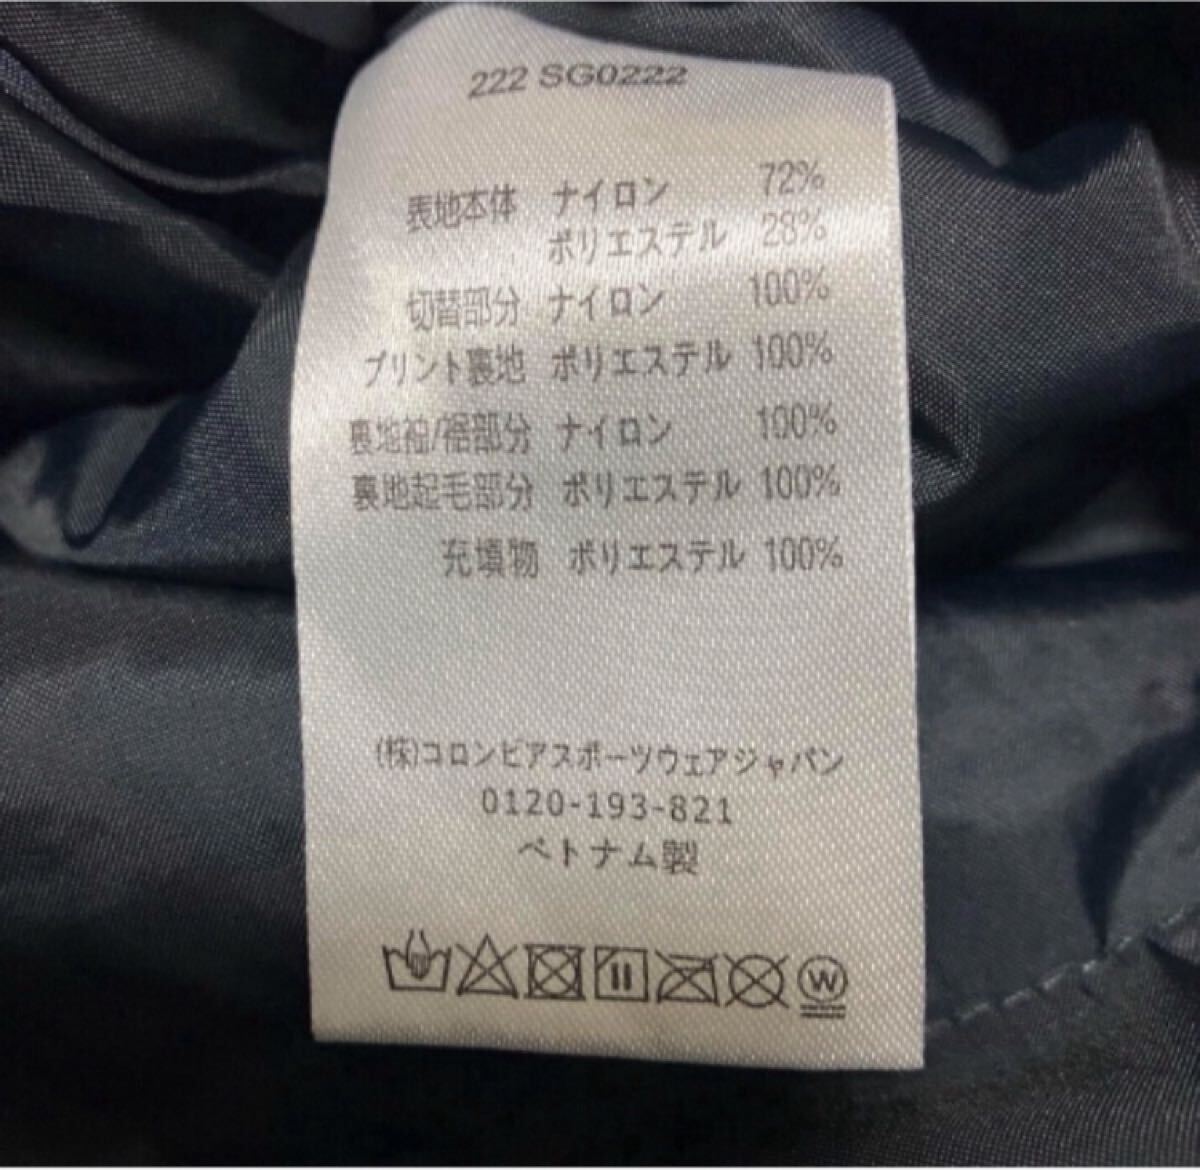 222 SG0222
表地本体 ナイロン 72%
ポリエステル 28%
切替部分 ナイロン 100%
プリント裏地 ポリエステル 100%
裏地袖/裾部分 ナイロン 100%
裏地起毛部分 ポリエステル 100%
充填物 ポリエステル 100%
(株)コロンビアスポーツウェアジャパン
0120-193-821
ベトナム製
W